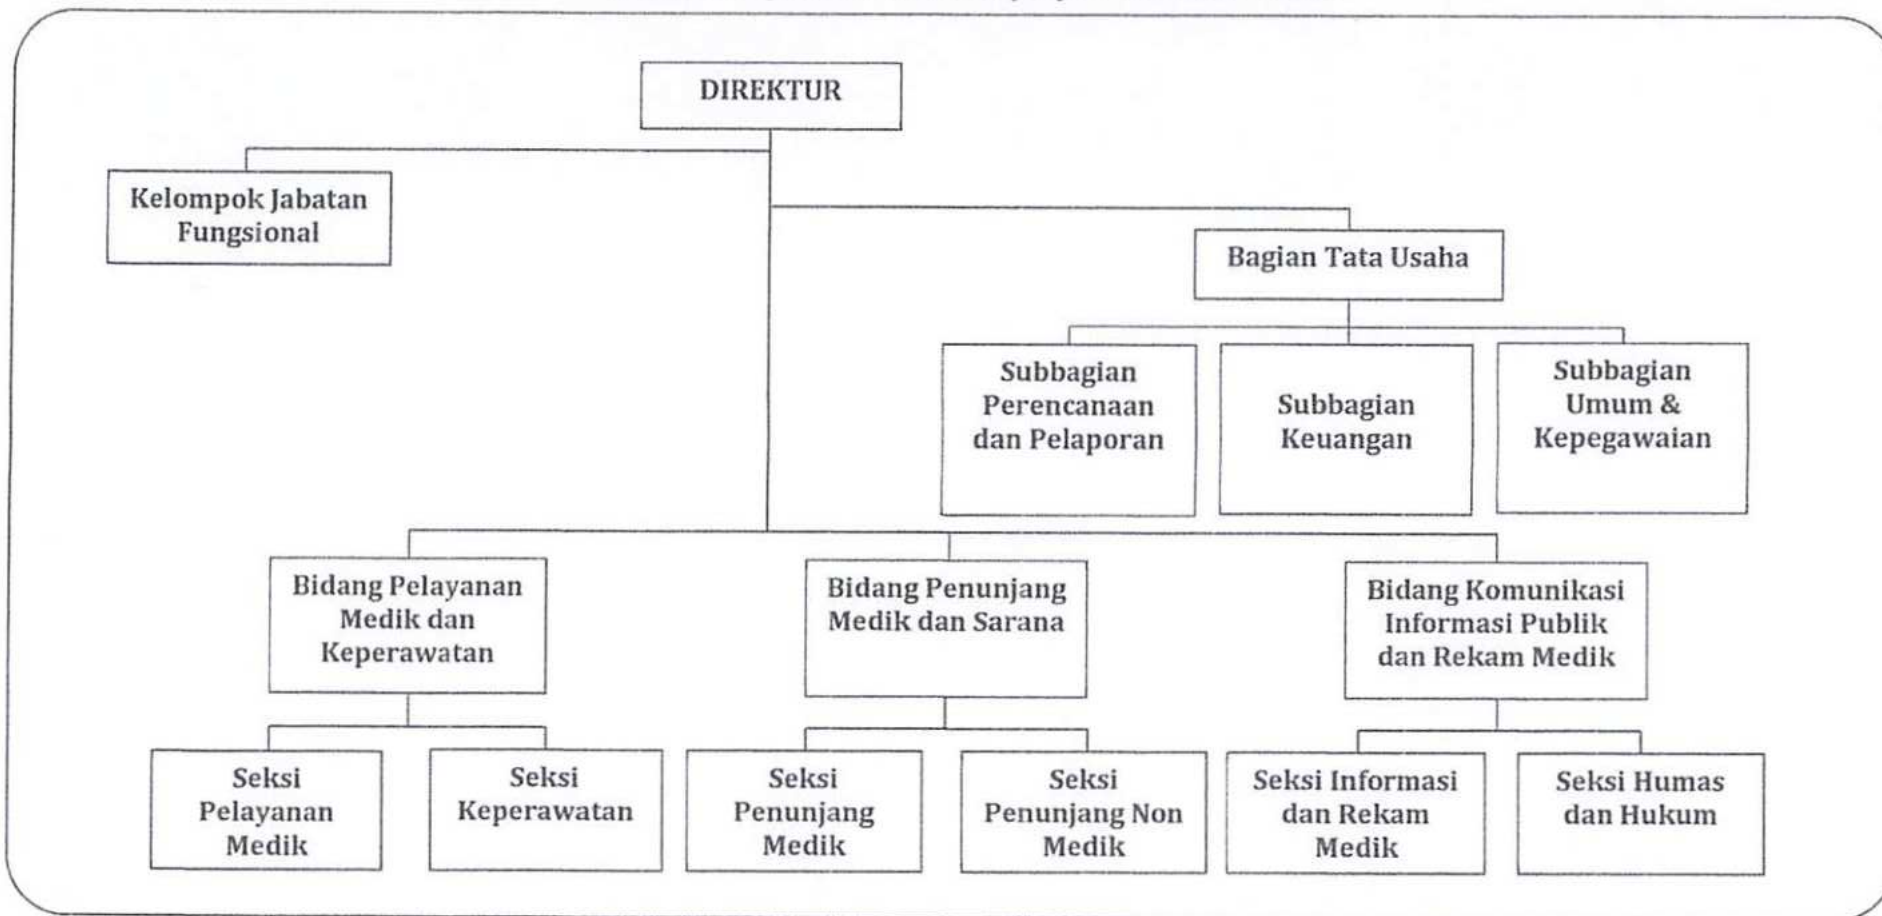 DIREKTUR
Kelompok Jabatan
Fungsional
Bagian Tata Usaha
Subbagian
Perencanaan
dan Pelaporan
Subbagian
Keuangan
Subbagian
Umum &
Kepegawaian
Bidang Pelayanan
Medik dan
Keperawatan
Bidang Penunjang
Medik dan Sarana
Bidang Komunikasi
Informasi Publik
dan Rekam Medik
Seksi
Pelayanan
Medik
Seksi
Keperawatan
Seksi
Penunjang
Medik
Seksi
Penunjang Non
Medik
Seksi Informasi
dan Rekam
Medik
Seksi Humas
dan Hukum